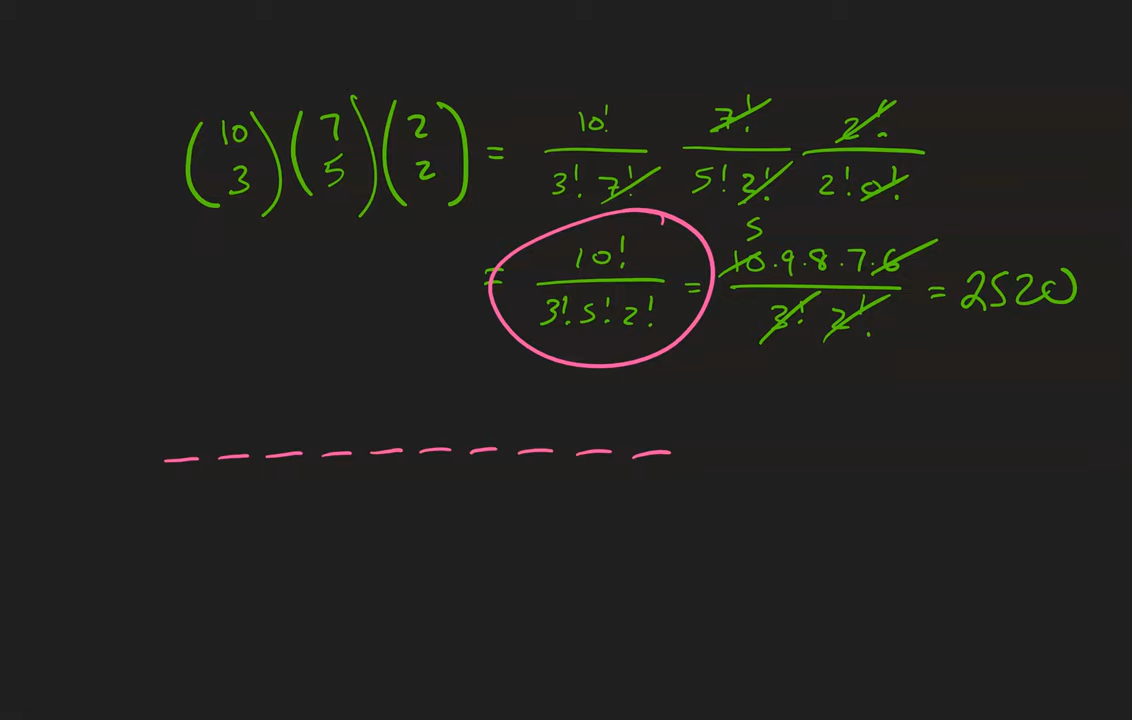 (10 3)(7 5)(2 2) = 10!/(3! 7!) 7!/(5! 2!) 2!/(2! 0!)
= 10!/(3! 5! 2!) = 5 10·9·8·7·6/(3! 2!) = 2520